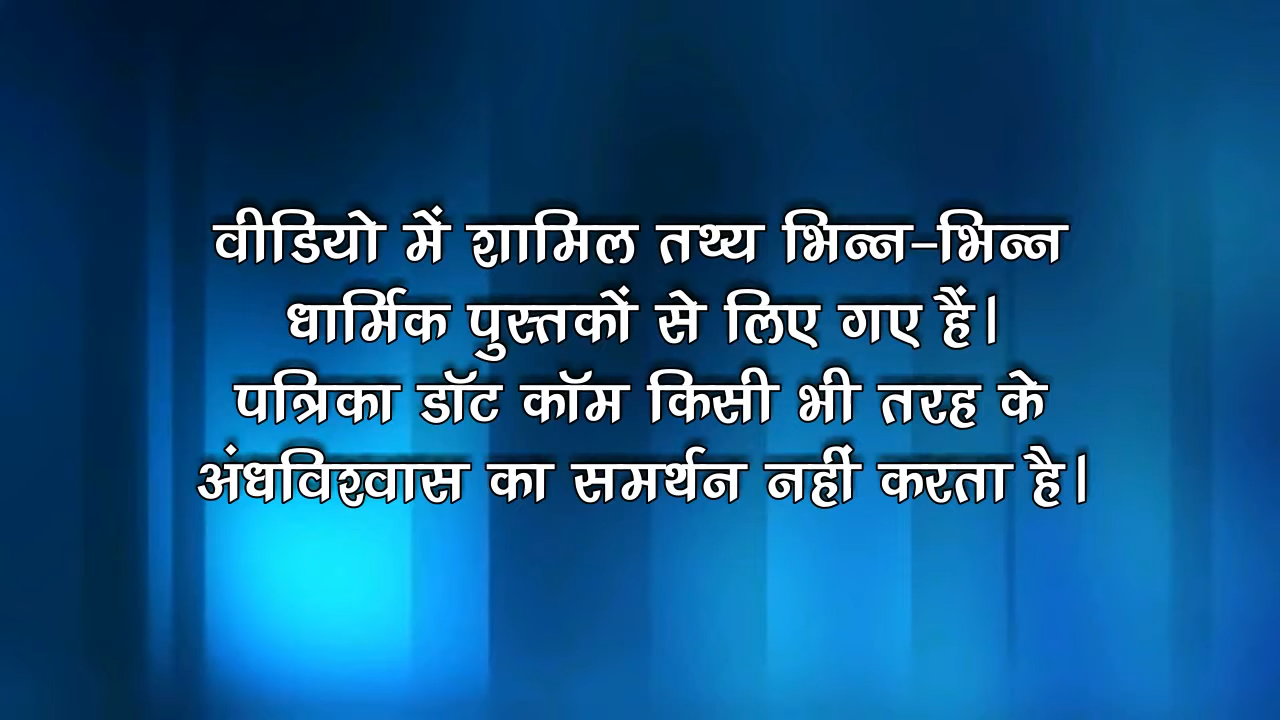 वीडियो में शामिल तथ्य भिन्न-भिन्न
धार्मिक पुस्तकों से लिए गए हैं।
पत्रिका डॉट कॉम किसी भी तरह के
अंधविश्वास का समर्थन नहीं करता है।